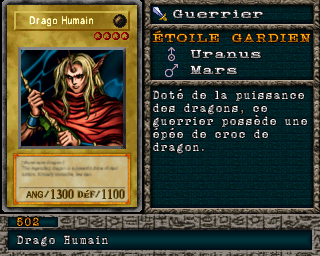 Drago Humain
ANG/1300 DÉF/1100
Guerrier
ÉTOILE GARDIEN
Uranus
Mars
Doté de la puissance
des dragons, ce
guerrier possède une
épée de croc de
dragon.
502
Drago Humain